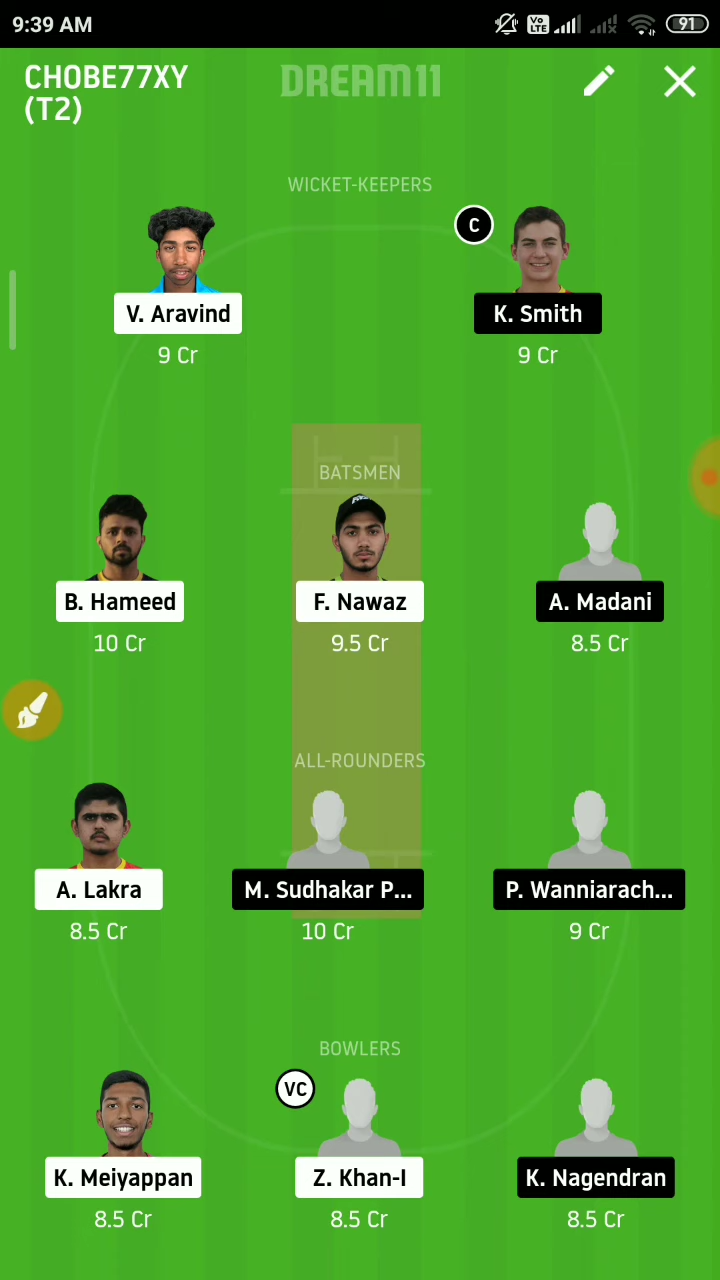 9:39 AM
Vo LTE
91
CHOBE77XY
(T2)
DREAM11
WICKET-KEEPERS
C
V. Aravind
K. Smith
9 Cr
9 Cr
BATSMEN
B. Hameed
F. Nawaz
A. Madani
10 Cr
9.5 Cr
8.5 Cr
ALL-ROUNDERS
A. Lakra
M. Sudhakar P...
P. Wanniarach...
8.5 Cr
10 Cr
9 Cr
BOWLERS
VC
K. Meiyappan
Z. Khan-I
K. Nagendran
8.5 Cr
8.5 Cr
8.5 Cr